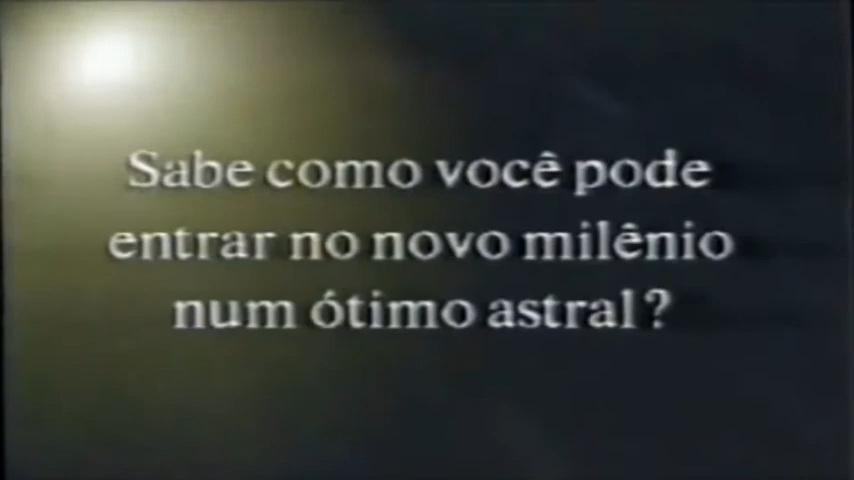 Sabe como você pode
entrar no novo milênio
num ótimo astral?